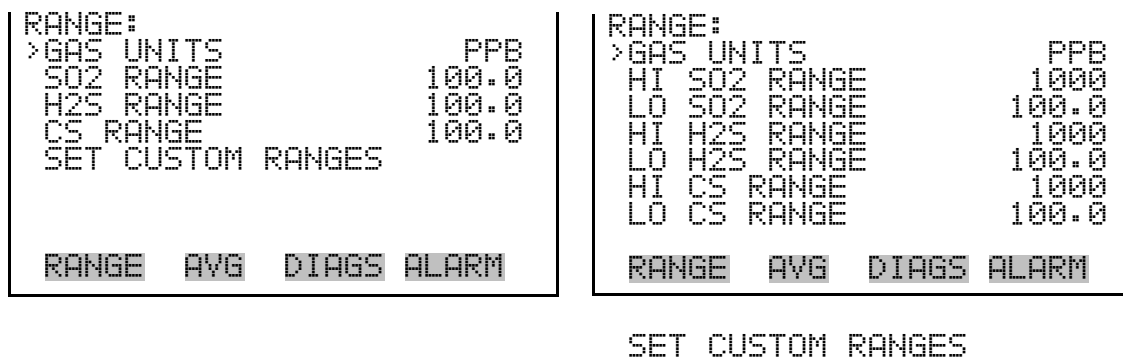 RANGE:
>GAS UNITS PPB
SO2 RANGE 100.0
H2S RANGE 100.0
CS RANGE 100.0
SET CUSTOM RANGES
RANGE AVG DIAGS ALARM
RANGE:
>GAS UNITS PPB
HI SO2 RANGE 1000
LO SO2 RANGE 100.0
HI H2S RANGE 1000
LO H2S RANGE 100.0
HI CS RANGE 1000
LO CS RANGE 100.0
RANGE AVG DIAGS ALARM
SET CUSTOM RANGES